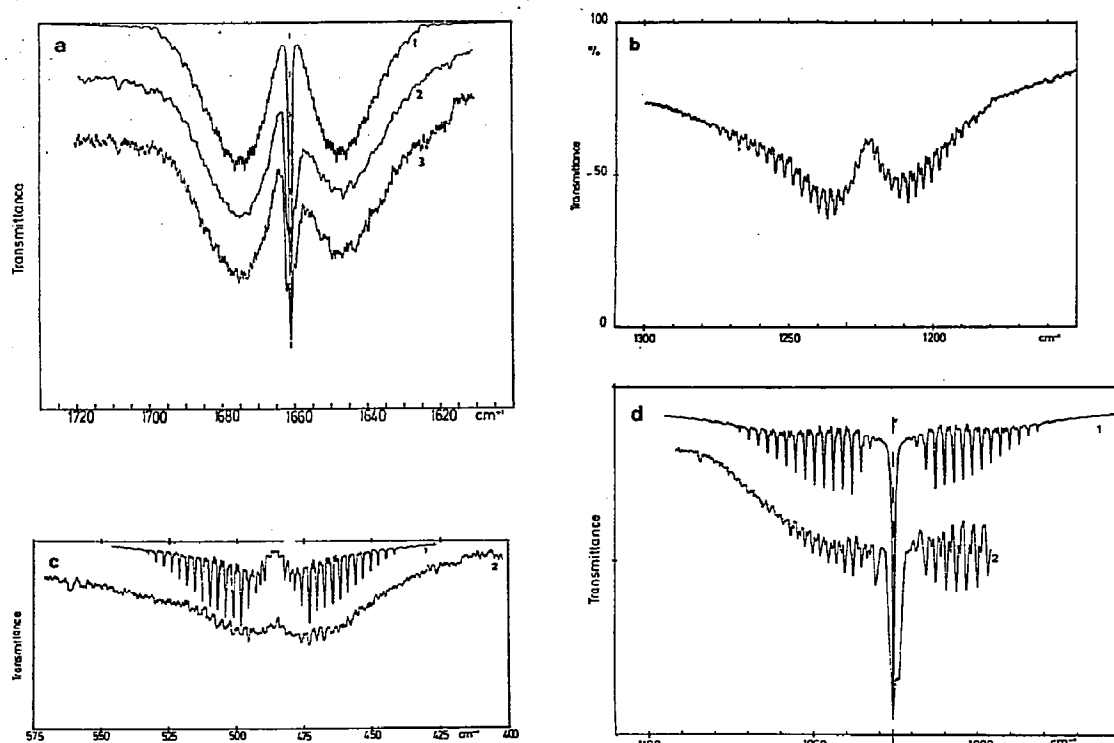 a
1
2
3
Transmittance
1720 1700 1680 1660 1640 1620 cm⁻¹
b
100
%
50
0
Transmittance
1300 1250 1200 cm⁻¹
c
1
2
Transmittance
575 550 525 500 475 450 425 cm⁻¹ 400
d
1
2
Transmittance